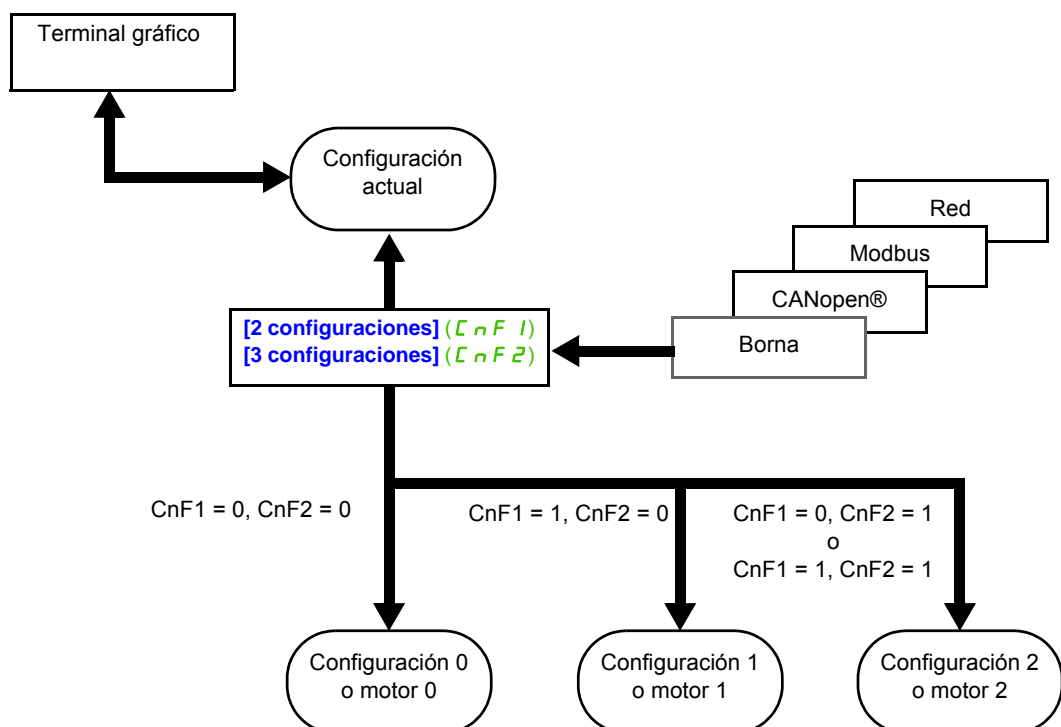 Terminal gráfico
Configuración
actual
Red
Modbus
CANopen®
Borna
[2 configuraciones] (CnF1)
[3 configuraciones] (CnF2)
CnF1 = 0, CnF2 = 0
CnF1 = 1, CnF2 = 0
CnF1 = 0, CnF2 = 1
o
CnF1 = 1, CnF2 = 1
Configuración 0
o motor 0
Configuración 1
o motor 1
Configuración 2
o motor 2